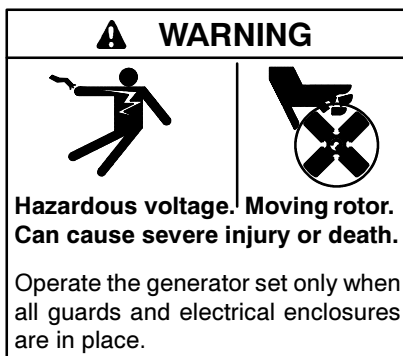 WARNING
Hazardous voltage. Moving rotor.
Can cause severe injury or death.
Operate the generator set only when
all guards and electrical enclosures
are in place.